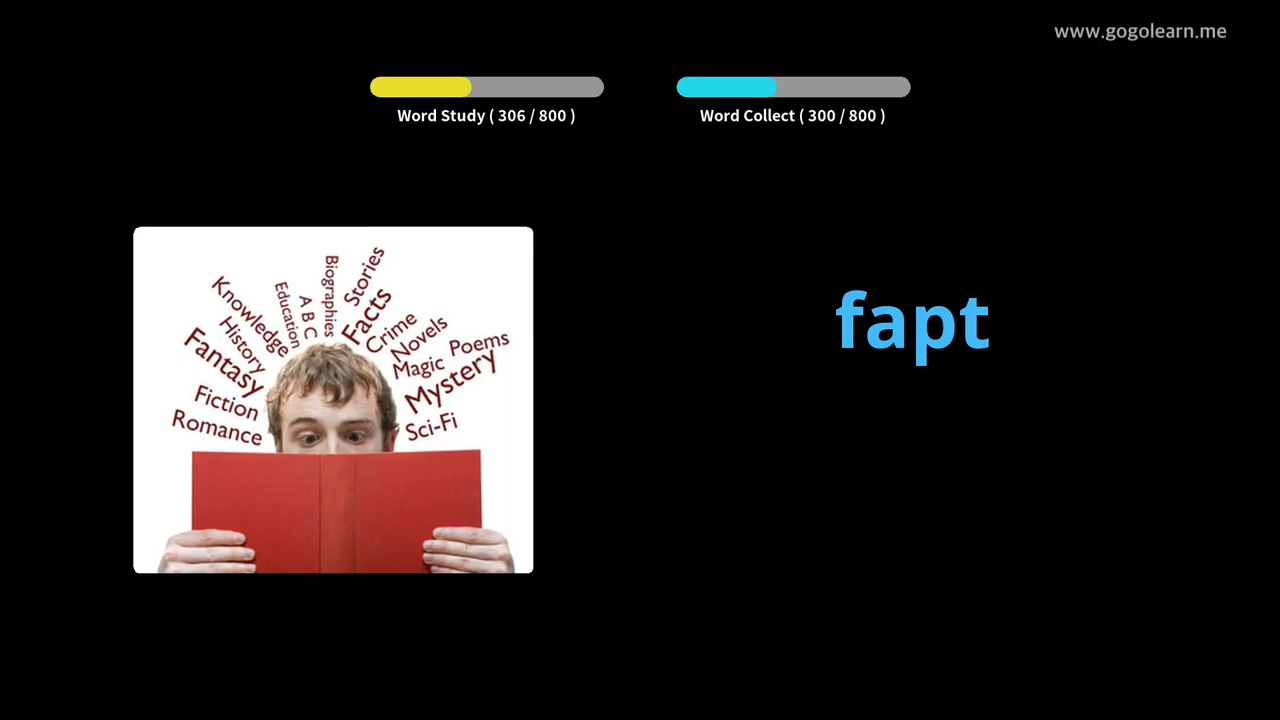 www.gogolearn.me
Word Study ( 306 / 800 )
Word Collect ( 300 / 800 )
fapt
Biographies
Stories
Education
A B C
Facts
Knowledge
Crime
History
Novels
Poems
Fantasy
Magic
Mystery
Fiction
Sci-Fi
Romance